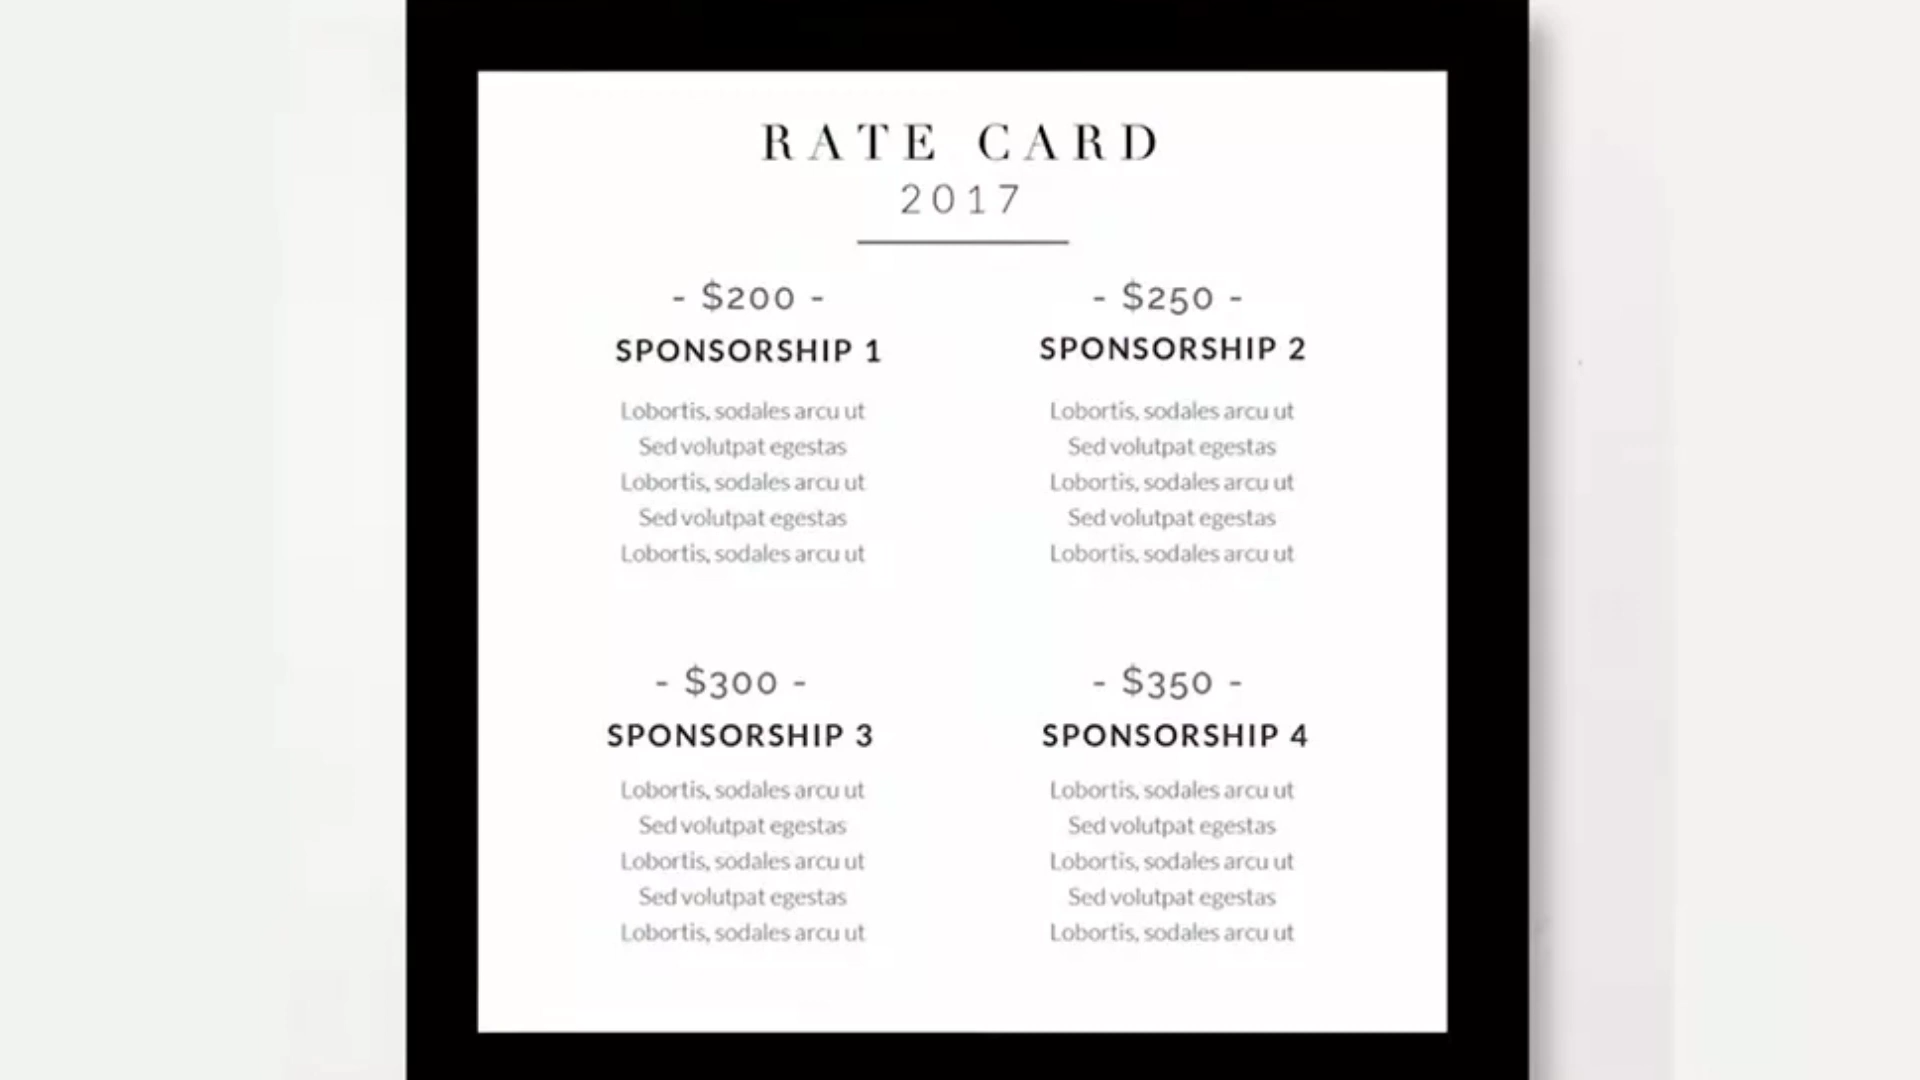 RATE CARD
2017
- $200 -
SPONSORSHIP 1
Lobortis, sodales arcu ut
Sed volutpat egestas
Lobortis, sodales arcu ut
Sed volutpat egestas
Lobortis, sodales arcu ut
- $250 -
SPONSORSHIP 2
Lobortis, sodales arcu ut
Sed volutpat egestas
Lobortis, sodales arcu ut
Sed volutpat egestas
Lobortis, sodales arcu ut
- $300 -
SPONSORSHIP 3
Lobortis, sodales arcu ut
Sed volutpat egestas
Lobortis, sodales arcu ut
Sed volutpat egestas
Lobortis, sodales arcu ut
- $350 -
SPONSORSHIP 4
Lobortis, sodales arcu ut
Sed volutpat egestas
Lobortis, sodales arcu ut
Sed volutpat egestas
Lobortis, sodales arcu ut